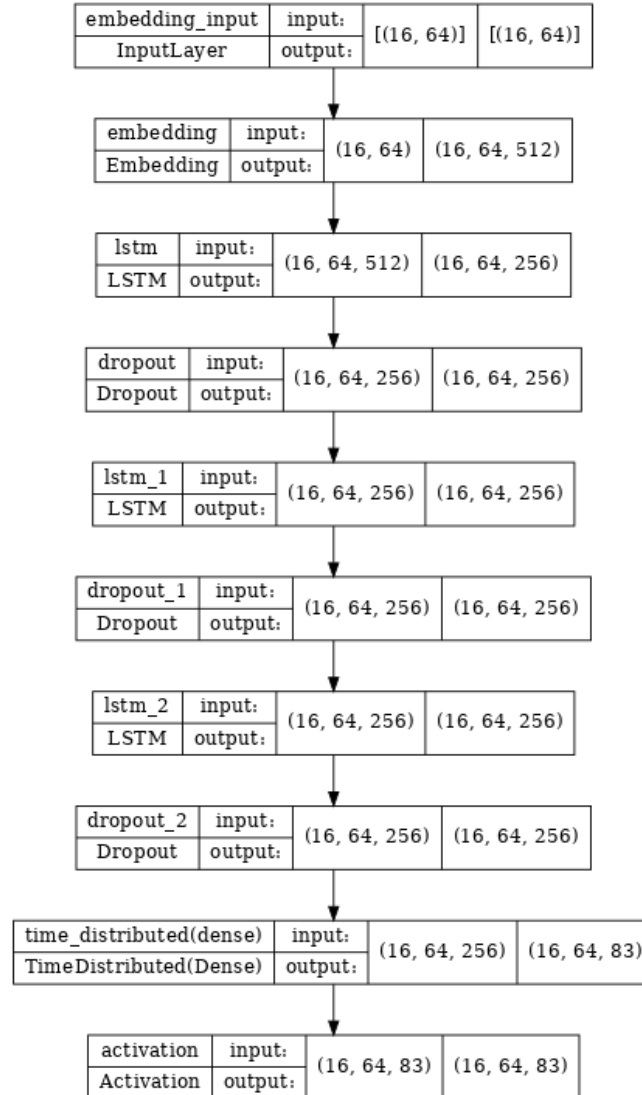 embedding_input input: [(16, 64)] [(16, 64)]
InputLayer output:
embedding input: (16, 64) (16, 64, 512)
Embedding output:
lstm input: (16, 64, 512) (16, 64, 256)
LSTM output:
dropout input: (16, 64, 256) (16, 64, 256)
Dropout output:
lstm_1 input: (16, 64, 256) (16, 64, 256)
LSTM output:
dropout_1 input: (16, 64, 256) (16, 64, 256)
Dropout output:
lstm_2 input: (16, 64, 256) (16, 64, 256)
LSTM output:
dropout_2 input: (16, 64, 256) (16, 64, 256)
Dropout output:
time_distributed(dense) input: (16, 64, 256) (16, 64, 83)
TimeDistributed(Dense) output:
activation input: (16, 64, 83) (16, 64, 83)
Activation output: